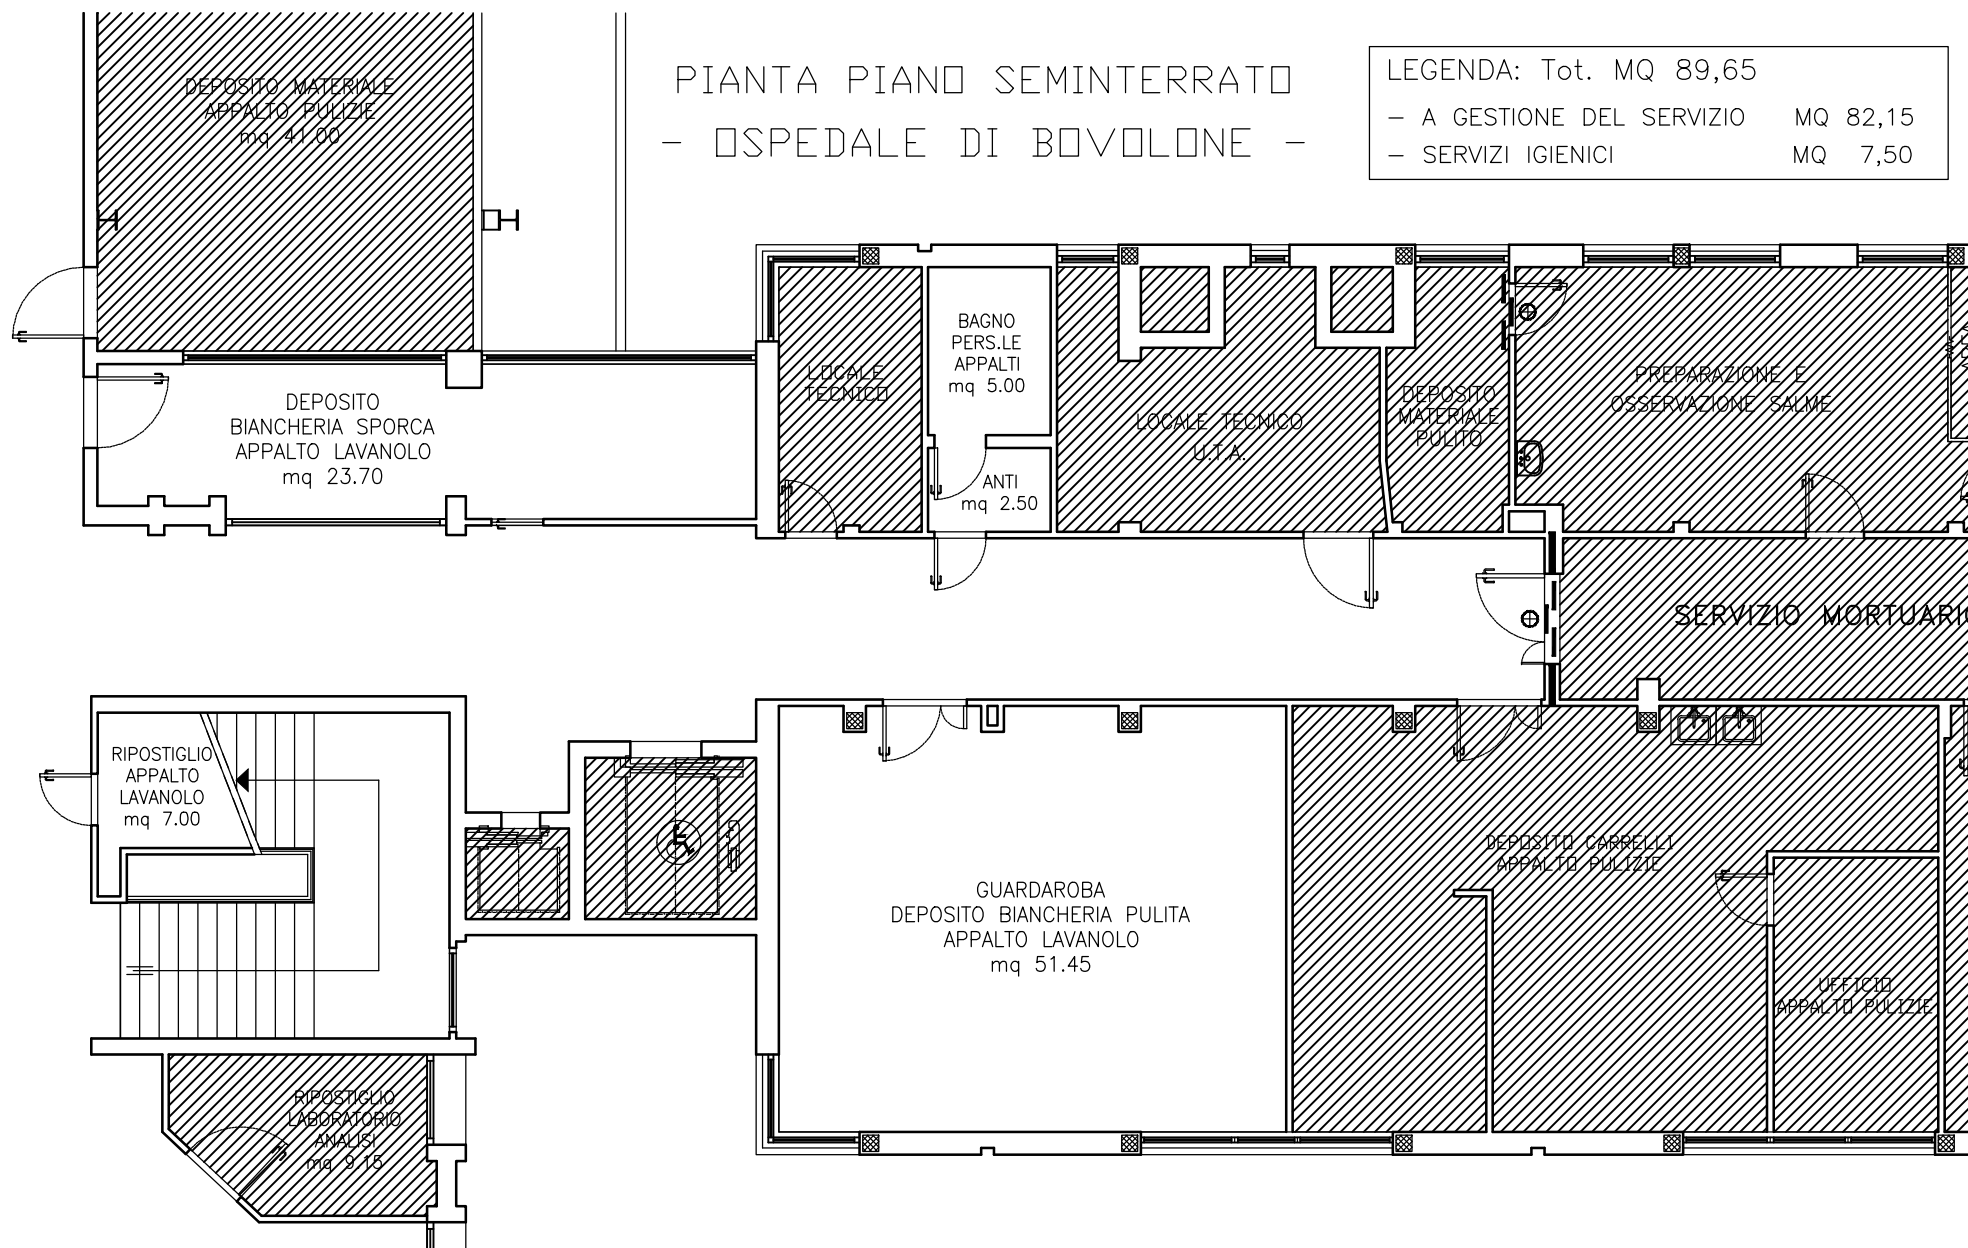 DEPOSITO MATERIALE
APPALTO PULIZIE
mq 41.00
PIANTA PIANO SEMINTERRATO
- OSPEDALE DI BOVOLONE -
LEGENDA: Tot. MQ 89,65
- A GESTIONE DEL SERVIZIO MQ 82,15
- SERVIZI IGIENICI MQ 7,50
DEPOSITO
BIANCHERIA SPORCA
APPALTO LAVANOLO
mq 23.70
LOCALE
TECNICO
BAGNO
PERS.LE
APPALTI
mq 5.00
ANTI
mq 2.50
LOCALE TECNICO
U.T.A.
DEPOSITO
MATERIALE
PULITO
PREPARAZIONE E
OSSERVAZIONE SALME
SERVIZIO MORTUARIO
RIPOSTIGLIO
APPALTO
LAVANOLO
mq 7.00
GUARDAROBA
DEPOSITO BIANCHERIA PULITA
APPALTO LAVANOLO
mq 51.45
DEPOSITO CARRELLI
APPALTO PULIZIE
UFFICIO
APPALTO PULIZIE
RIPOSTIGLIO
LABORATORIO
ANALISI
mq 9.15